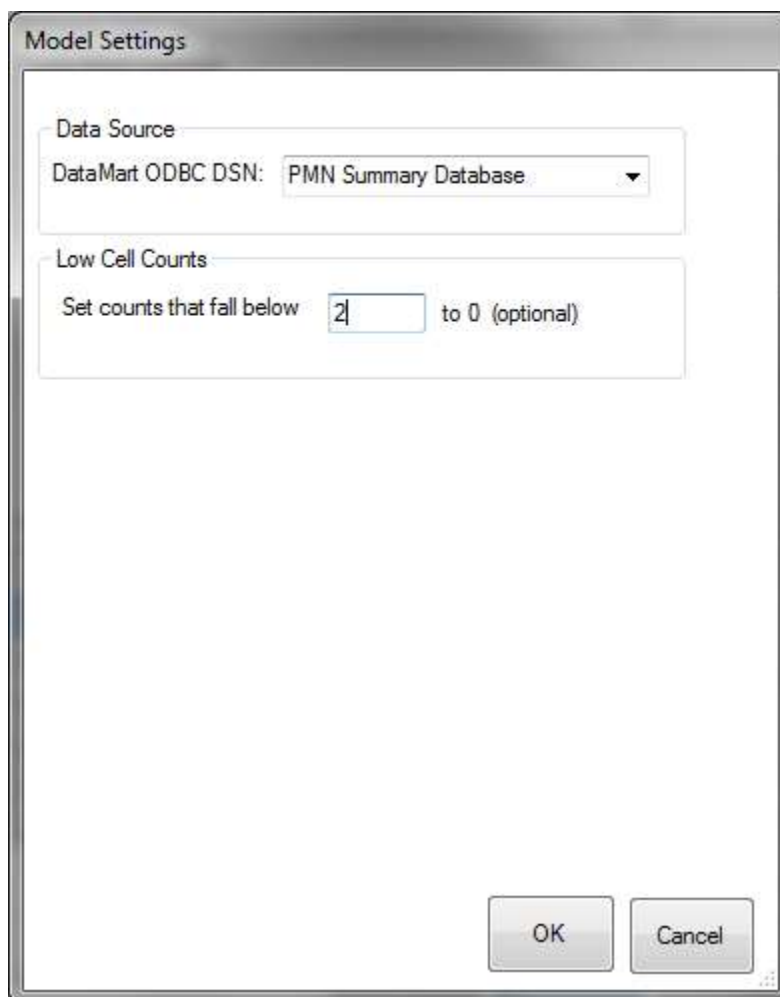 Model Settings
Data Source
DataMart ODBC DSN: PMN Summary Database
Low Cell Counts
Set counts that fall below 2 to 0 (optional)
OK Cancel